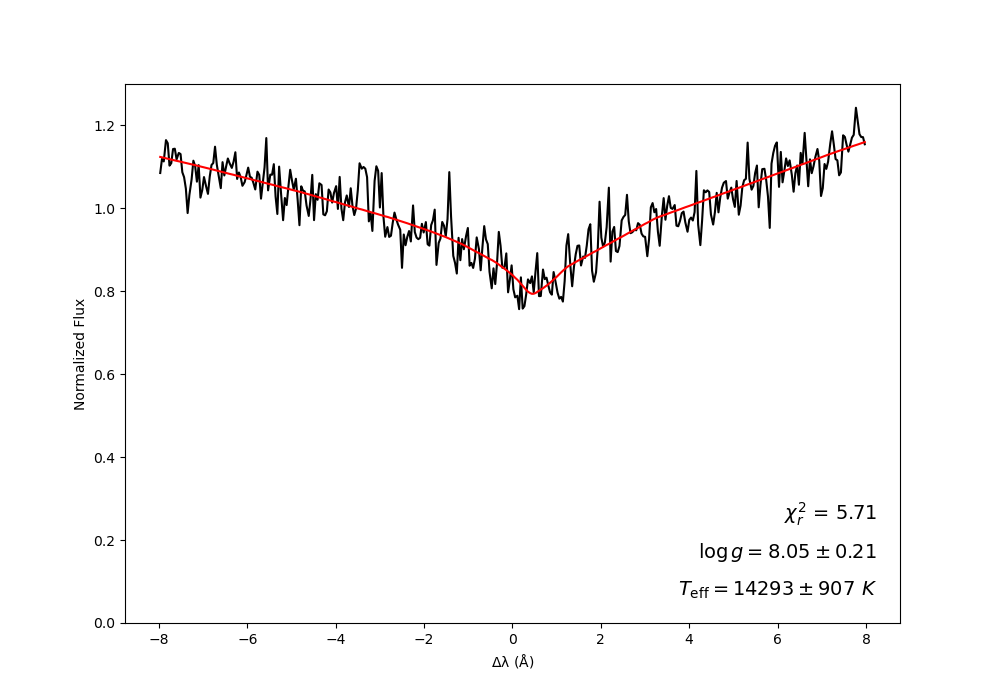 Normalized Flux
1.2
1.0
0.8
0.6
0.4
0.2
0.0
χ²ᵣ = 5.71
log g = 8.05 ± 0.21
T_eff = 14293 ± 907 K
−8 −6 −4 −2 0 2 4 6 8
Δλ (Å)